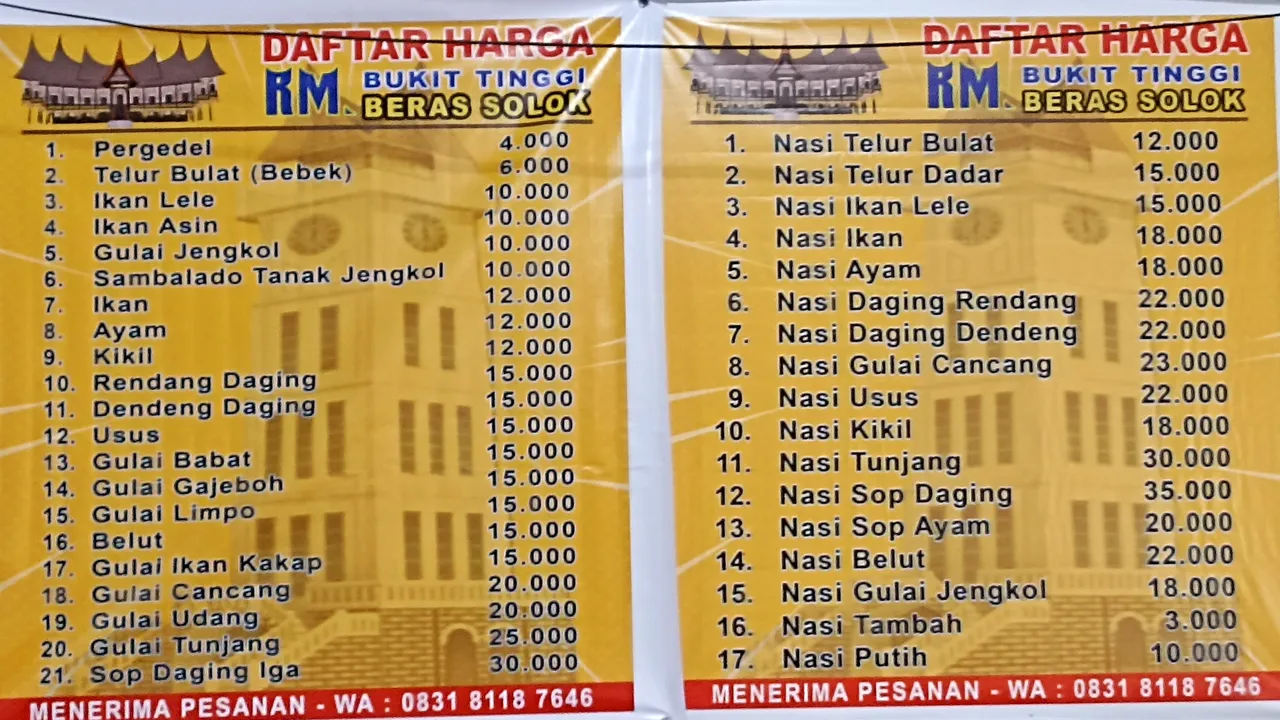 DAFTAR HARGA
RM. BUKIT TINGGI
BERAS SOLOK
1. Pergedel 4.000
2. Telur Bulat (Bebek) 6.000
3. Ikan Lele 10.000
4. Ikan Asin 10.000
5. Gulai Jengkol 10.000
6. Sambalado Tanak Jengkol 10.000
7. Ikan 12.000
8. Ayam 12.000
9. Kikil 12.000
10. Rendang Daging 15.000
11. Dendeng Daging 15.000
12. Usus 15.000
13. Gulai Babat 15.000
14. Gulai Gajeboh 15.000
15. Gulai Limpo 15.000
16. Belut 15.000
17. Gulai Ikan Kakap 15.000
18. Gulai Cancang 20.000
19. Gulai Udang 20.000
20. Gulai Tunjang 25.000
21. Sop Daging Iga 30.000
MENERIMA PESANAN - WA : 0831 8118 7646
DAFTAR HARGA
RM. BUKIT TINGGI
BERAS SOLOK
1. Nasi Telur Bulat 12.000
2. Nasi Telur Dadar 15.000
3. Nasi Ikan Lele 15.000
4. Nasi Ikan 18.000
5. Nasi Ayam 18.000
6. Nasi Daging Rendang 22.000
7. Nasi Daging Dendeng 22.000
8. Nasi Gulai Cancang 23.000
9. Nasi Usus 22.000
10. Nasi Kikil 18.000
11. Nasi Tunjang 30.000
12. Nasi Sop Daging 35.000
13. Nasi Sop Ayam 20.000
14. Nasi Belut 22.000
15. Nasi Gulai Jengkol 18.000
16. Nasi Tambah 3.000
17. Nasi Putih 10.000
MENERIMA PESANAN - WA : 0831 8118 7646